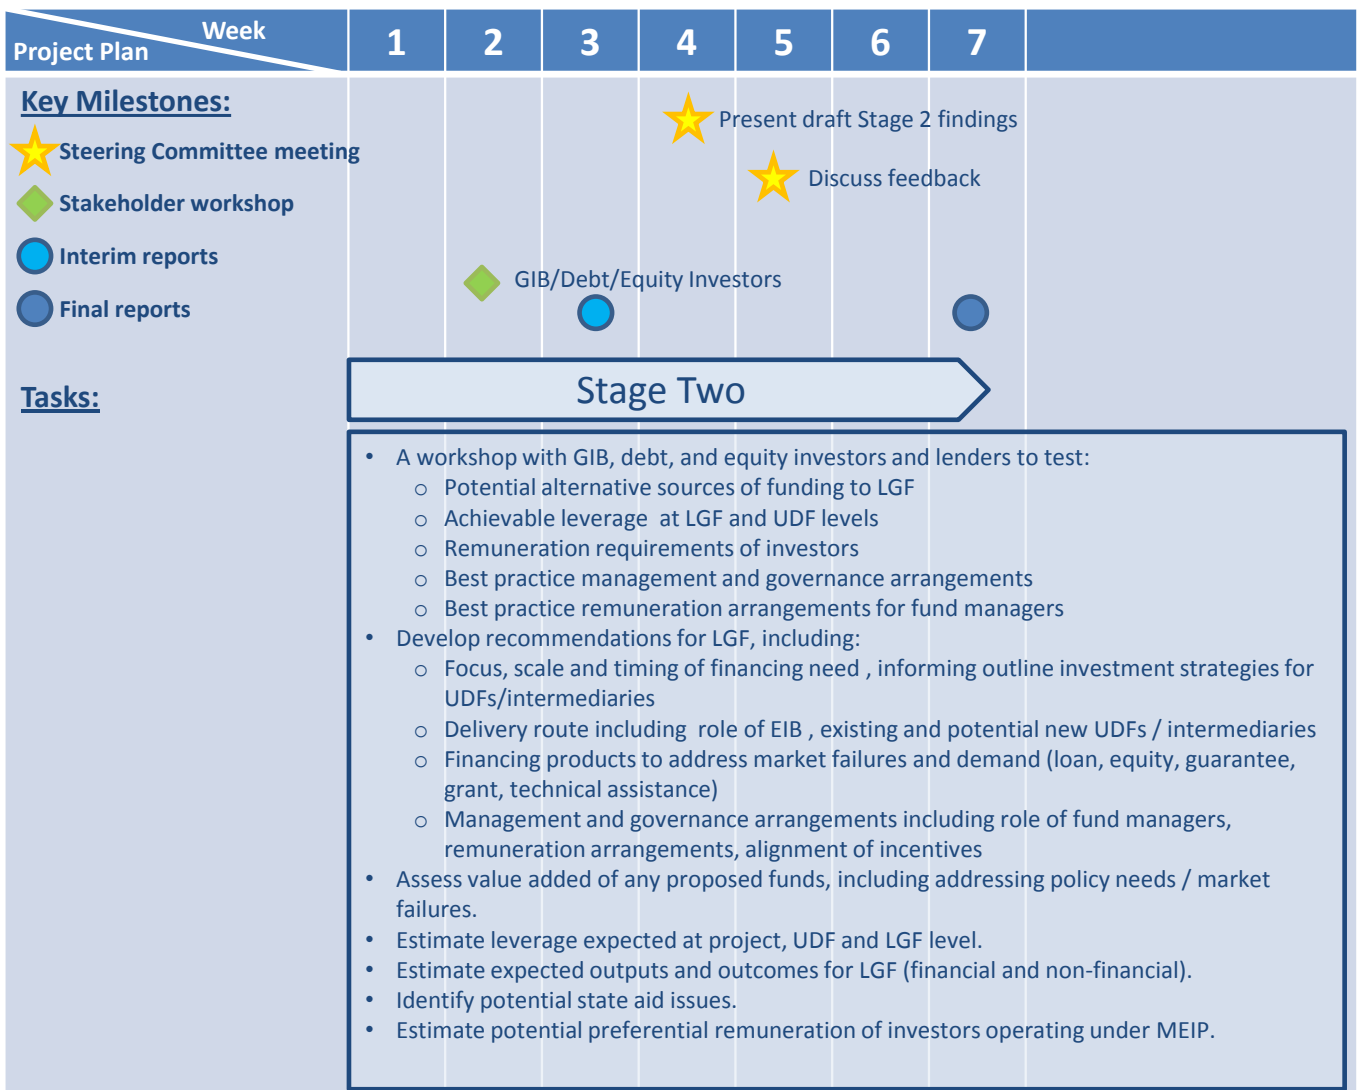 Week
Project Plan
1 2 3 4 5 6 7
Key Milestones:
Present draft Stage 2 findings
Steering Committee meeting
Discuss feedback
Stakeholder workshop
Interim reports
GIB/Debt/Equity Investors
Final reports
Tasks:
Stage Two
• A workshop with GIB, debt, and equity investors and lenders to test:
o Potential alternative sources of funding to LGF
o Achievable leverage at LGF and UDF levels
o Remuneration requirements of investors
o Best practice management and governance arrangements
o Best practice remuneration arrangements for fund managers
• Develop recommendations for LGF, including:
o Focus, scale and timing of financing need , informing outline investment strategies for
UDFs/intermediaries
o Delivery route including role of EIB , existing and potential new UDFs / intermediaries
o Financing products to address market failures and demand (loan, equity, guarantee,
grant, technical assistance)
o Management and governance arrangements including role of fund managers,
remuneration arrangements, alignment of incentives
• Assess value added of any proposed funds, including addressing policy needs / market
failures.
• Estimate leverage expected at project, UDF and LGF level.
• Estimate expected outputs and outcomes for LGF (financial and non-financial).
• Identify potential state aid issues.
• Estimate potential preferential remuneration of investors operating under MEIP.